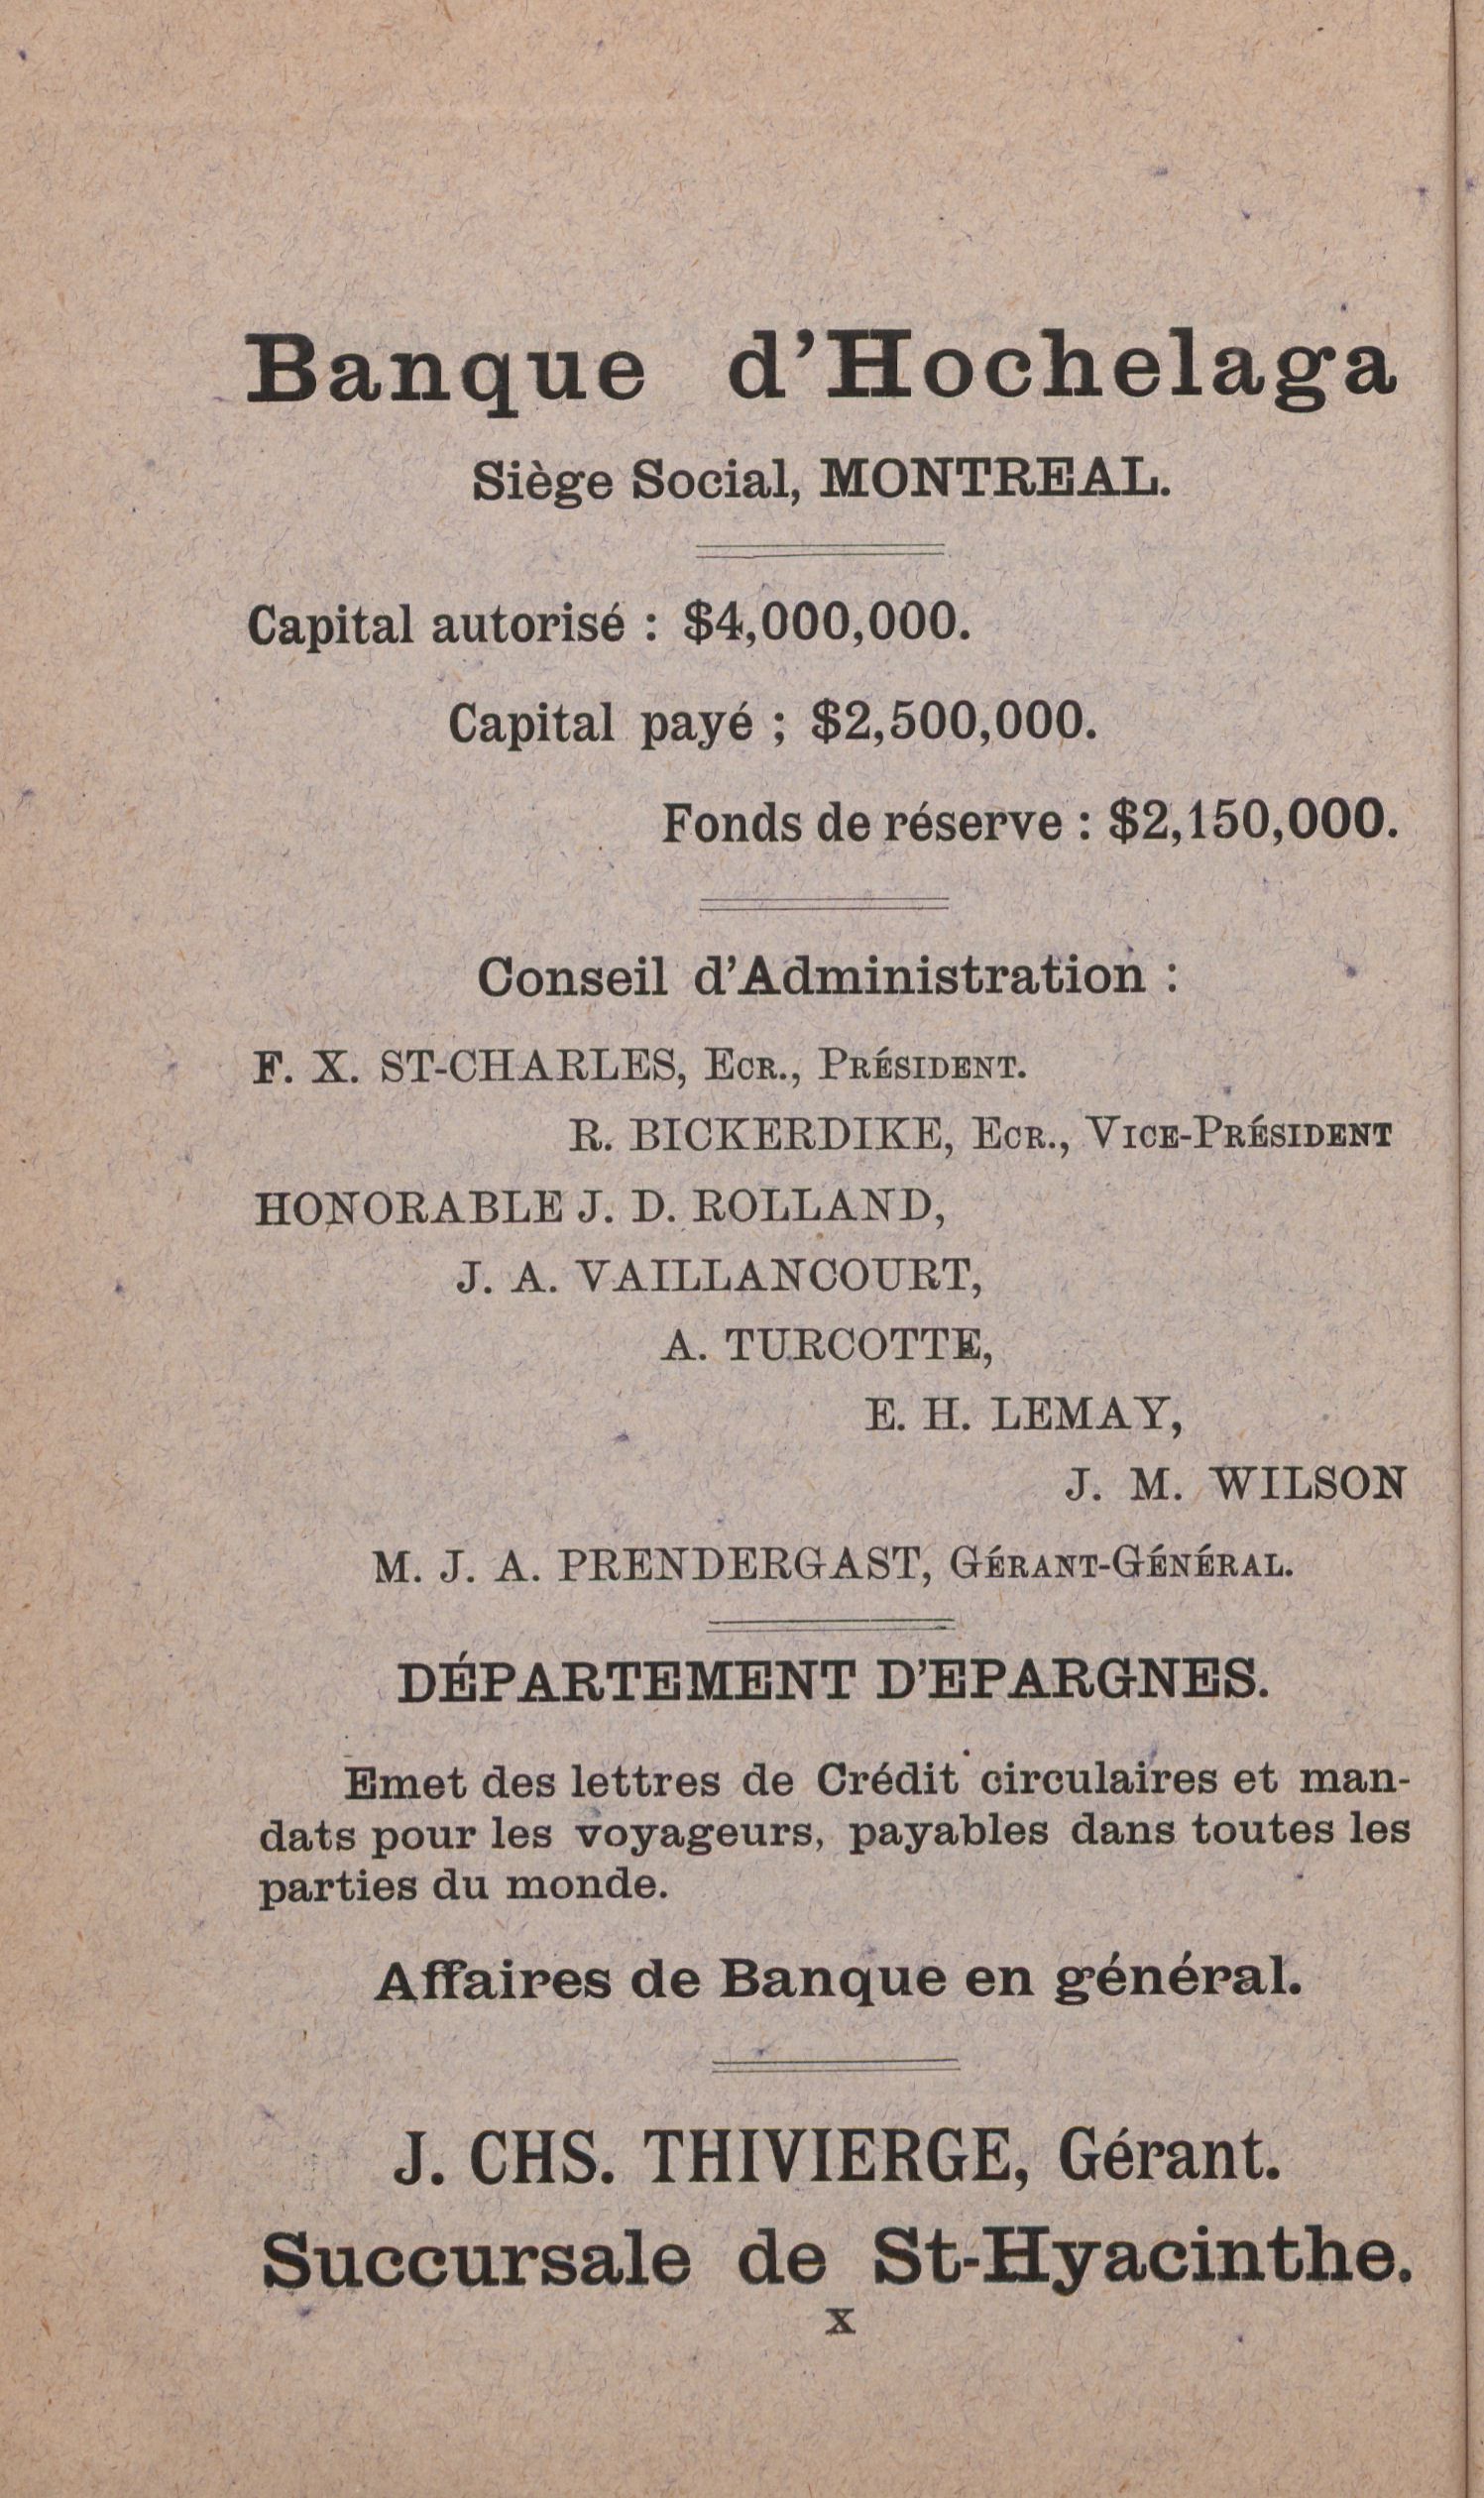 Banque d'Hochelaga
Siège Social, MONTREAL.
Capital autorisé : $4,000,000.
Capital payé ; $2,500,000.
Fonds de réserve : $2,150,000.
Conseil d'Administration :
F. X. ST-CHARLES, ECR., PRÉSIDENT.
R. BICKERDIKE, ECR., VICE-PRÉSIDENT
HONORABLE J. D. ROLLAND,
J. A. VAILLANCOURT,
A. TURCOTTE,
E. H. LEMAY,
J. M. WILSON
M. J. A. PRENDERGAST, GÉRANT-GÉNÉRAL.
DÉPARTEMENT D'EPARGNES.
Emet des lettres de Crédit circulaires et man-
dats pour les voyageurs, payables dans toutes les
parties du monde.
Affaires de Banque en général.
J. CHS. THIVIERGE, Gérant.
Succursale de St-Hyacinthe.
X